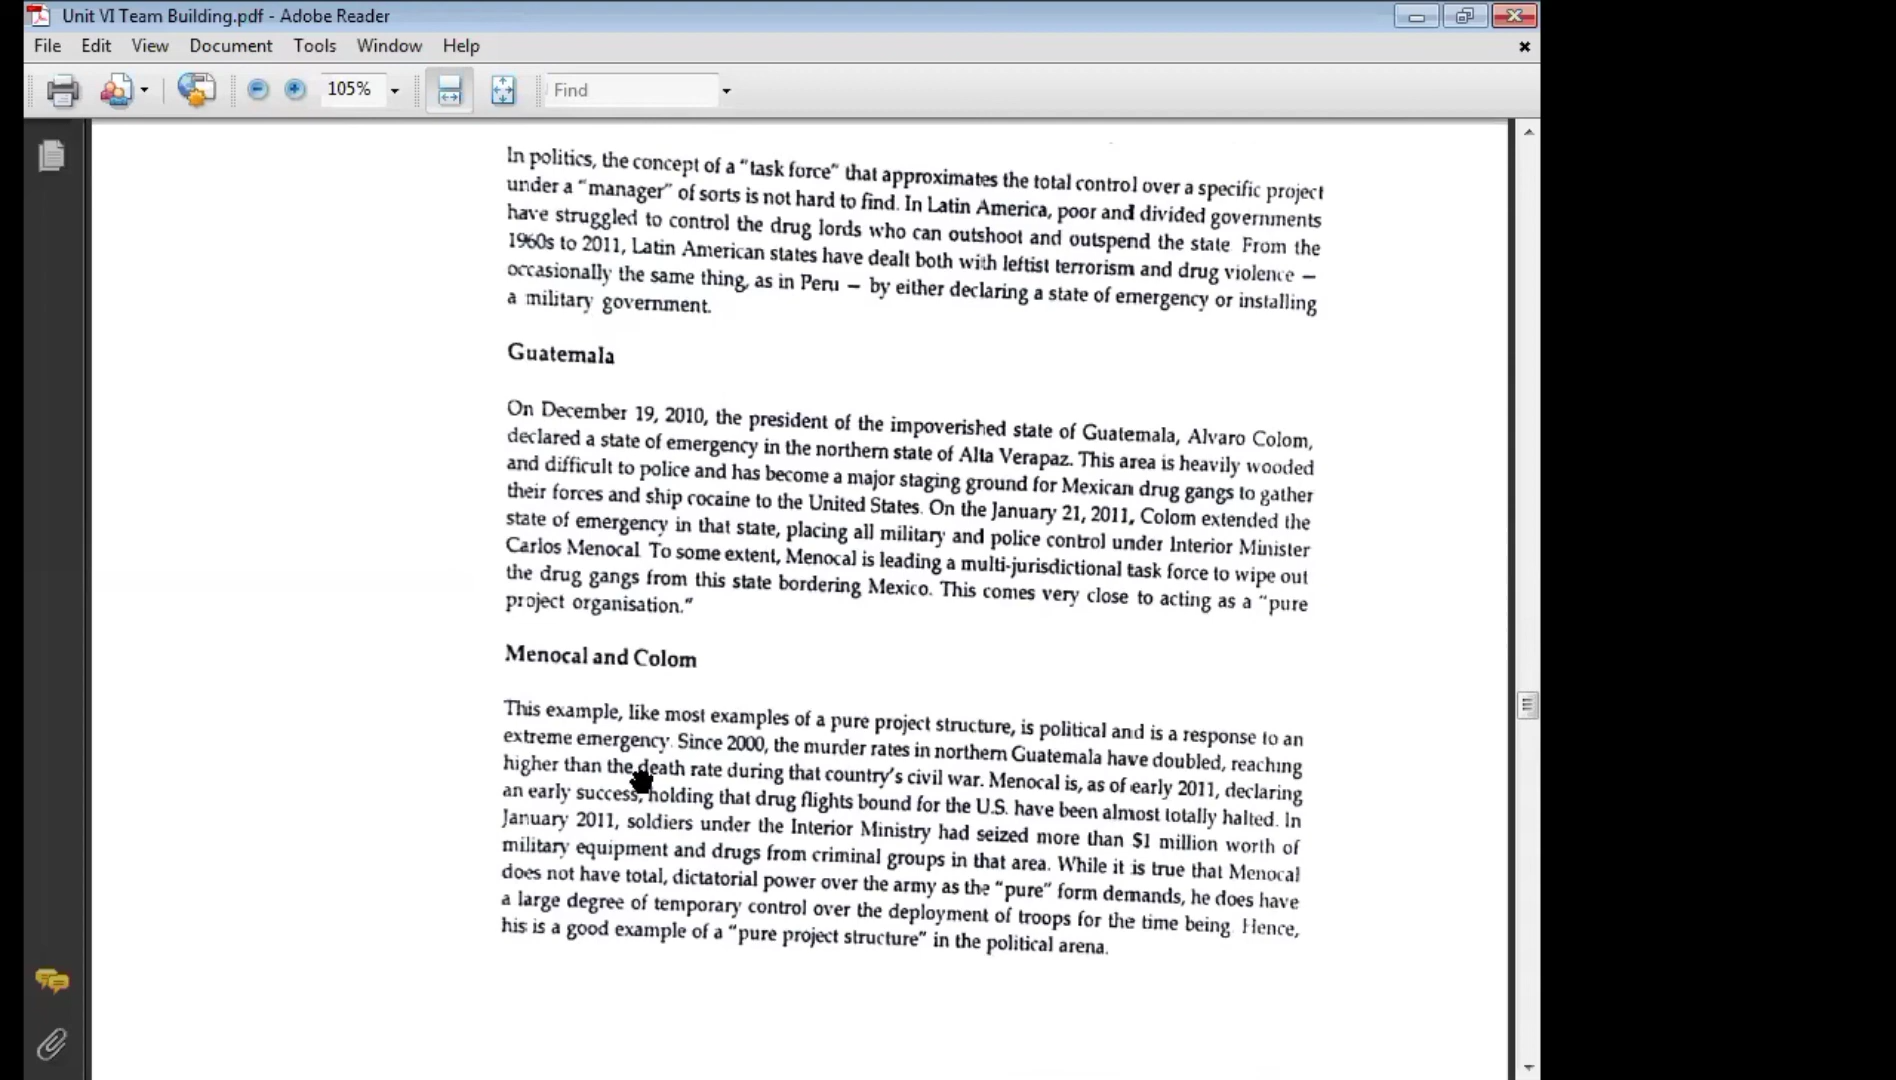 Unit VI Team Building.pdf - Adobe Reader
File Edit View Document Tools Window Help
105% Find
In politics, the concept of a "task force" that approximates the total control over a specific project
under a "manager" of sorts is not hard to find. In Latin America, poor and divided governments
have struggled to control the drug lords who can outshoot and outspend the state From the
1960s to 2011, Latin American states have dealt both with leftist terrorism and drug violence –
occasionally the same thing, as in Peru – by either declaring a state of emergency or installing
a military government.
Guatemala
On December 19, 2010, the president of the impoverished state of Guatemala, Alvaro Colom,
declared a state of emergency in the northern state of Alta Verapaz. This area is heavily wooded
and difficult to police and has become a major staging ground for Mexican drug gangs to gather
their forces and ship cocaine to the United States. On the January 21, 2011, Colom extended the
state of emergency in that state, placing all military and police control under Interior Minister
Carlos Menocal. To some extent, Menocal is leading a multi-jurisdictional task force to wipe out
the drug gangs from this state bordering Mexico. This comes very close to acting as a "pure
project organisation."
Menocal and Colom
This example, like most examples of a pure project structure, is political and is a response to an
extreme emergency. Since 2000, the murder rates in northern Guatemala have doubled, reaching
higher than the death rate during that country's civil war. Menocal is, as of early 2011, declaring
an early success, holding that drug flights bound for the U.S. have been almost totally halted. In
January 2011, soldiers under the Interior Ministry had seized more than $1 million worth of
military equipment and drugs from criminal groups in that area. While it is true that Menocal
does not have total, dictatorial power over the army as the "pure" form demands, he does have
a large degree of temporary control over the deployment of troops for the time being. Hence,
his is a good example of a "pure project structure" in the political arena.